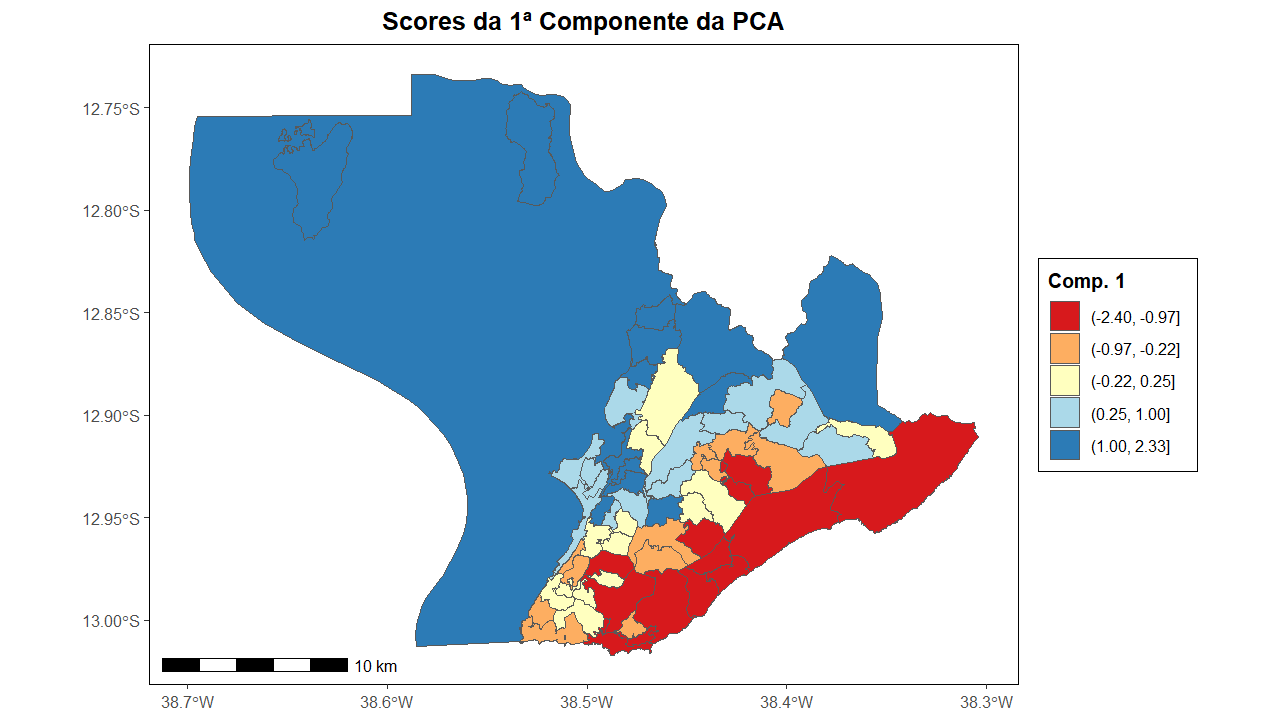 Scores da 1ª Componente da PCA
12.75°S
12.80°S
12.85°S
12.90°S
12.95°S
13.00°S
38.7°W
38.6°W
38.5°W
38.4°W
38.3°W
10 km
Comp. 1
(-2.40, -0.97]
(-0.97, -0.22]
(-0.22, 0.25]
(0.25, 1.00]
(1.00, 2.33]